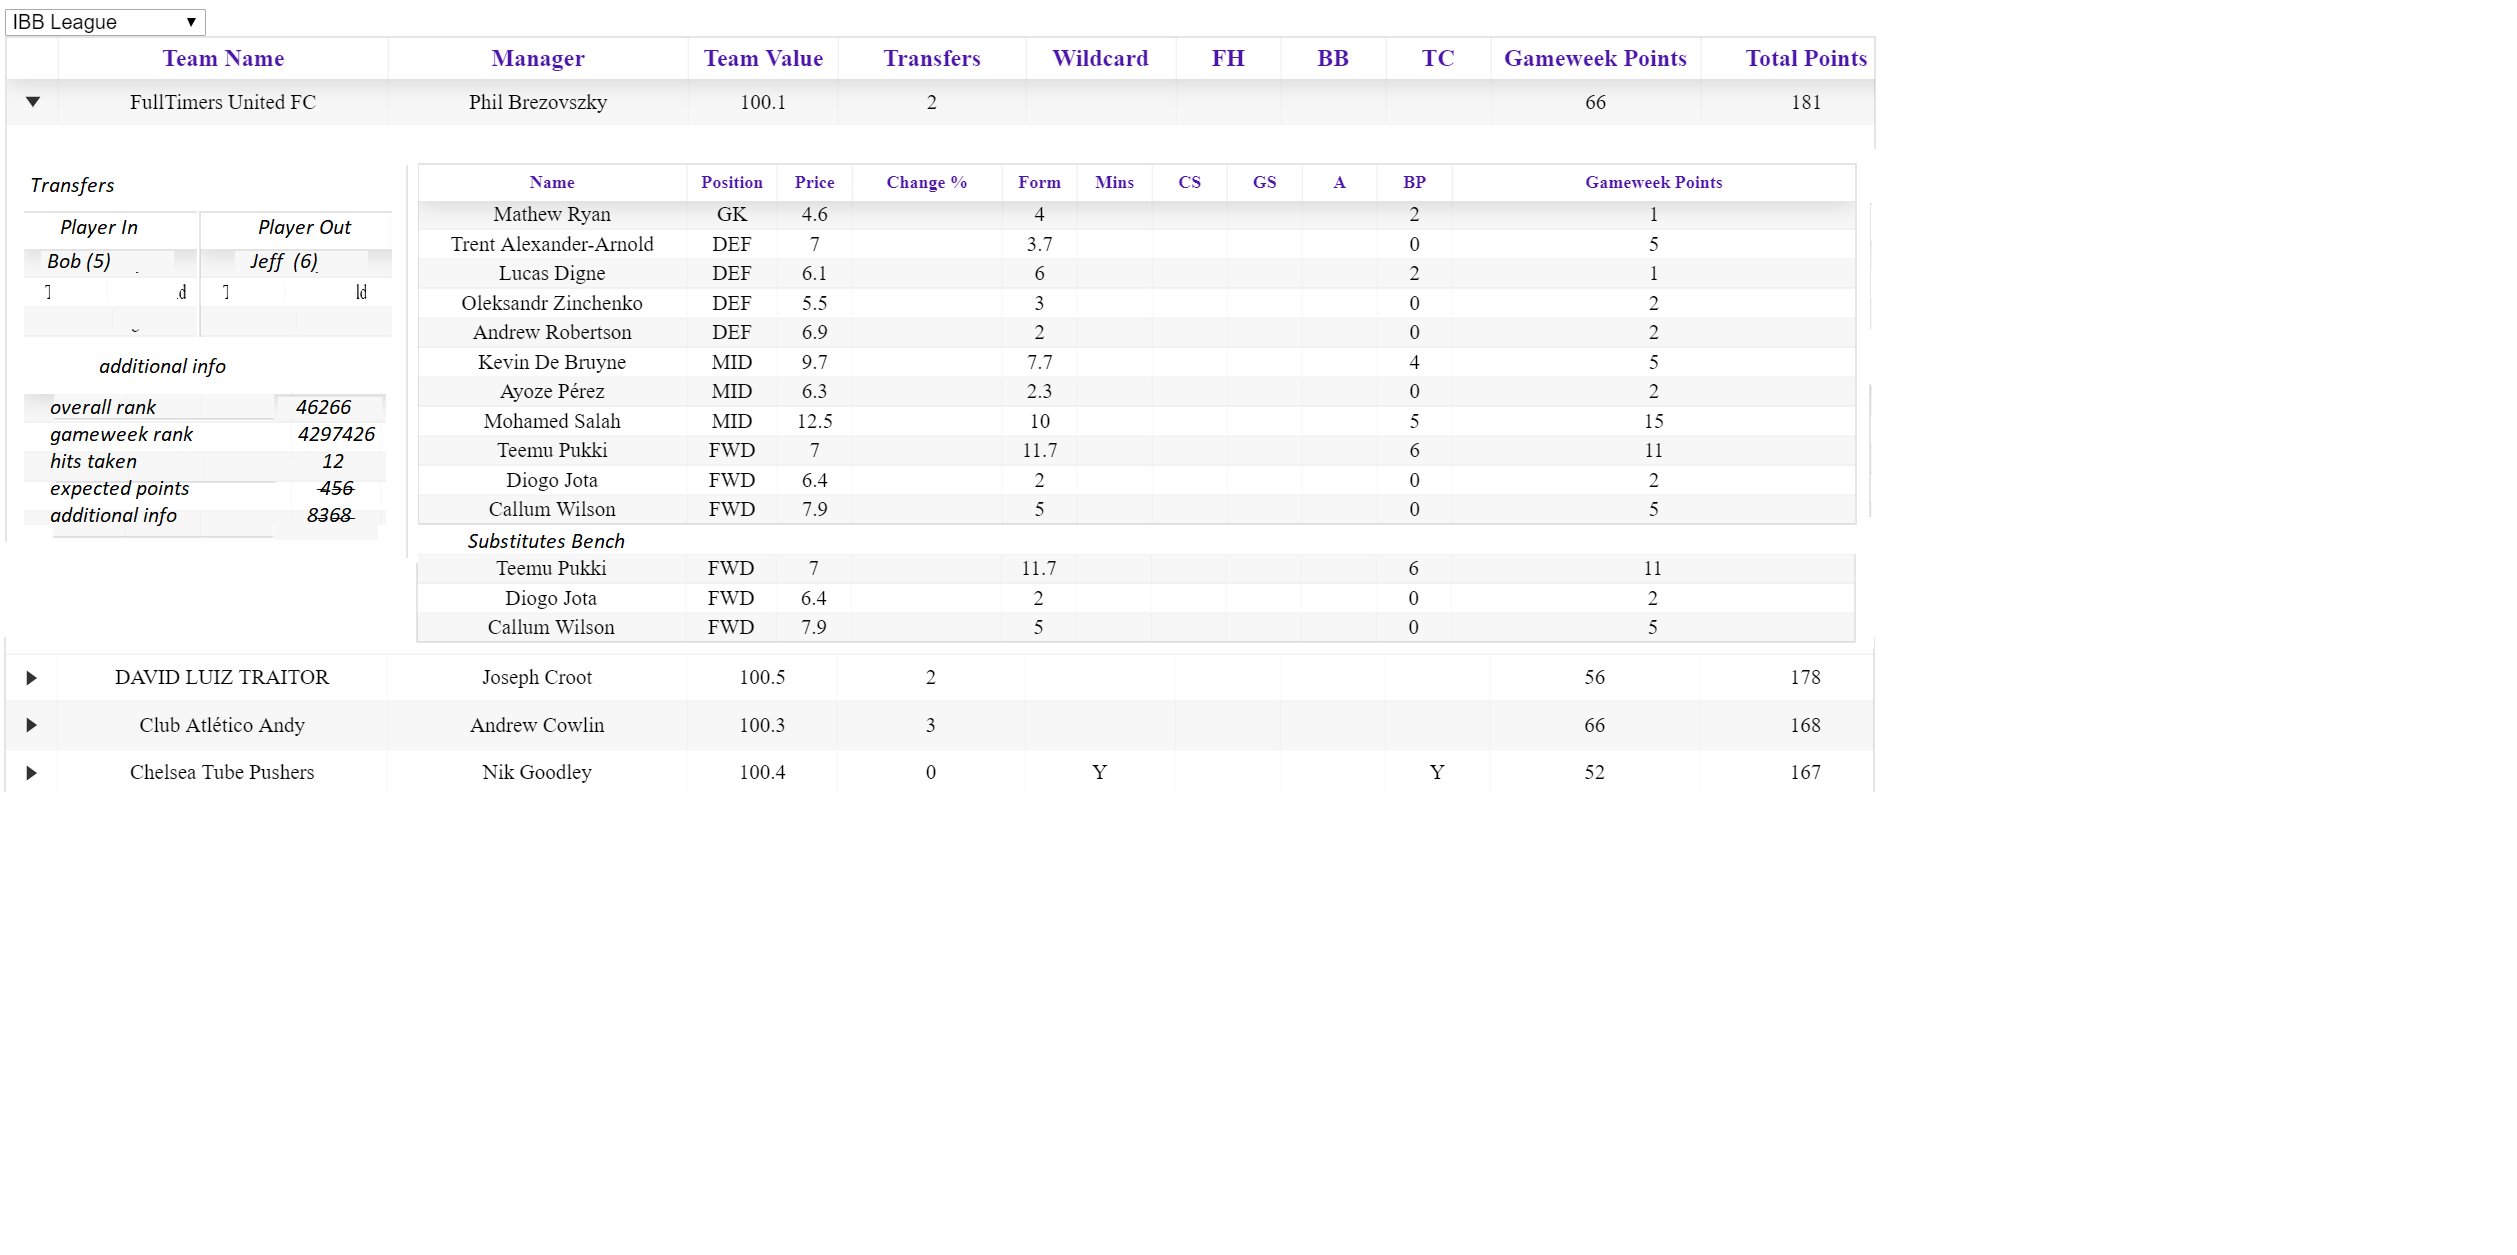 IBB League ▼
Team Name Manager Team Value Transfers Wildcard FH BB TC Gameweek Points Total Points
FullTimers United FC Phil Brezovszky 100.1 2 66 181
Transfers
Player In Player Out
Bob (5) Jeff (6)
additional info
overall rank 46266
gameweek rank 4297426
hits taken 12
expected points 456
additional info 8368
Name Position Price Change % Form Mins CS GS A BP Gameweek Points
Mathew Ryan GK 4.6 4 2 1
Trent Alexander-Arnold DEF 7 3.7 0 5
Lucas Digne DEF 6.1 6 2 1
Oleksandr Zinchenko DEF 5.5 3 0 2
Andrew Robertson DEF 6.9 2 0 2
Kevin De Bruyne MID 9.7 7.7 4 5
Ayoze Pérez MID 6.3 2.3 0 2
Mohamed Salah MID 12.5 10 5 15
Teemu Pukki FWD 7 11.7 6 11
Diogo Jota FWD 6.4 2 0 2
Callum Wilson FWD 7.9 5 0 5
Substitutes Bench
Teemu Pukki FWD 7 11.7 6 11
Diogo Jota FWD 6.4 2 0 2
Callum Wilson FWD 7.9 5 0 5
DAVID LUIZ TRAITOR Joseph Croot 100.5 2 56 178
Club Atlético Andy Andrew Cowlin 100.3 3 66 168
Chelsea Tube Pushers Nik Goodley 100.4 0 Y Y 52 167